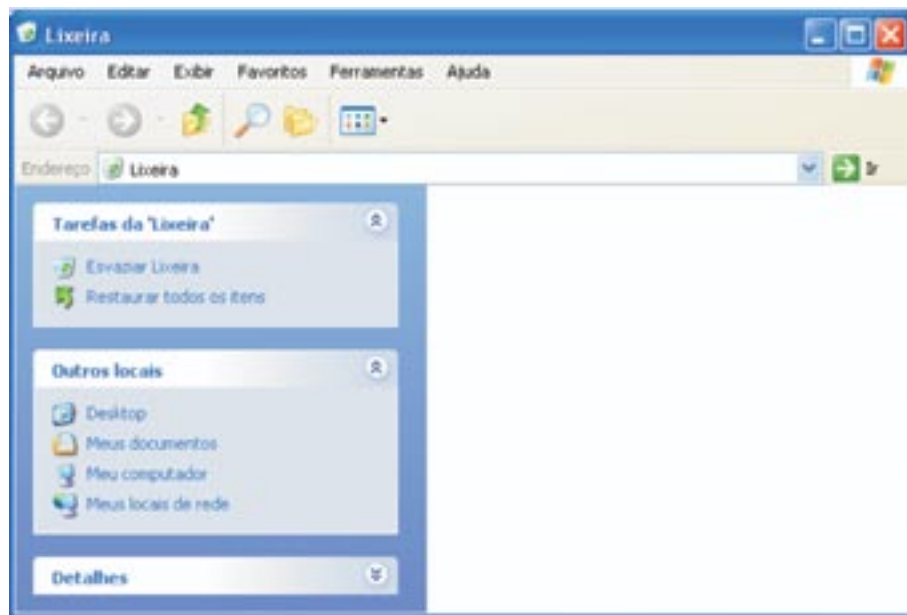 Lixeira
Arquivo Editar Exibir Favoritos Ferramentas Ajuda
Endereço Lixeira Ir
Tarefas da 'Lixeira'
Esvaziar Lixeira
Restaurar todos os itens
Outros locais
Desktop
Meus documentos
Meu computador
Meus locais de rede
Detalhes